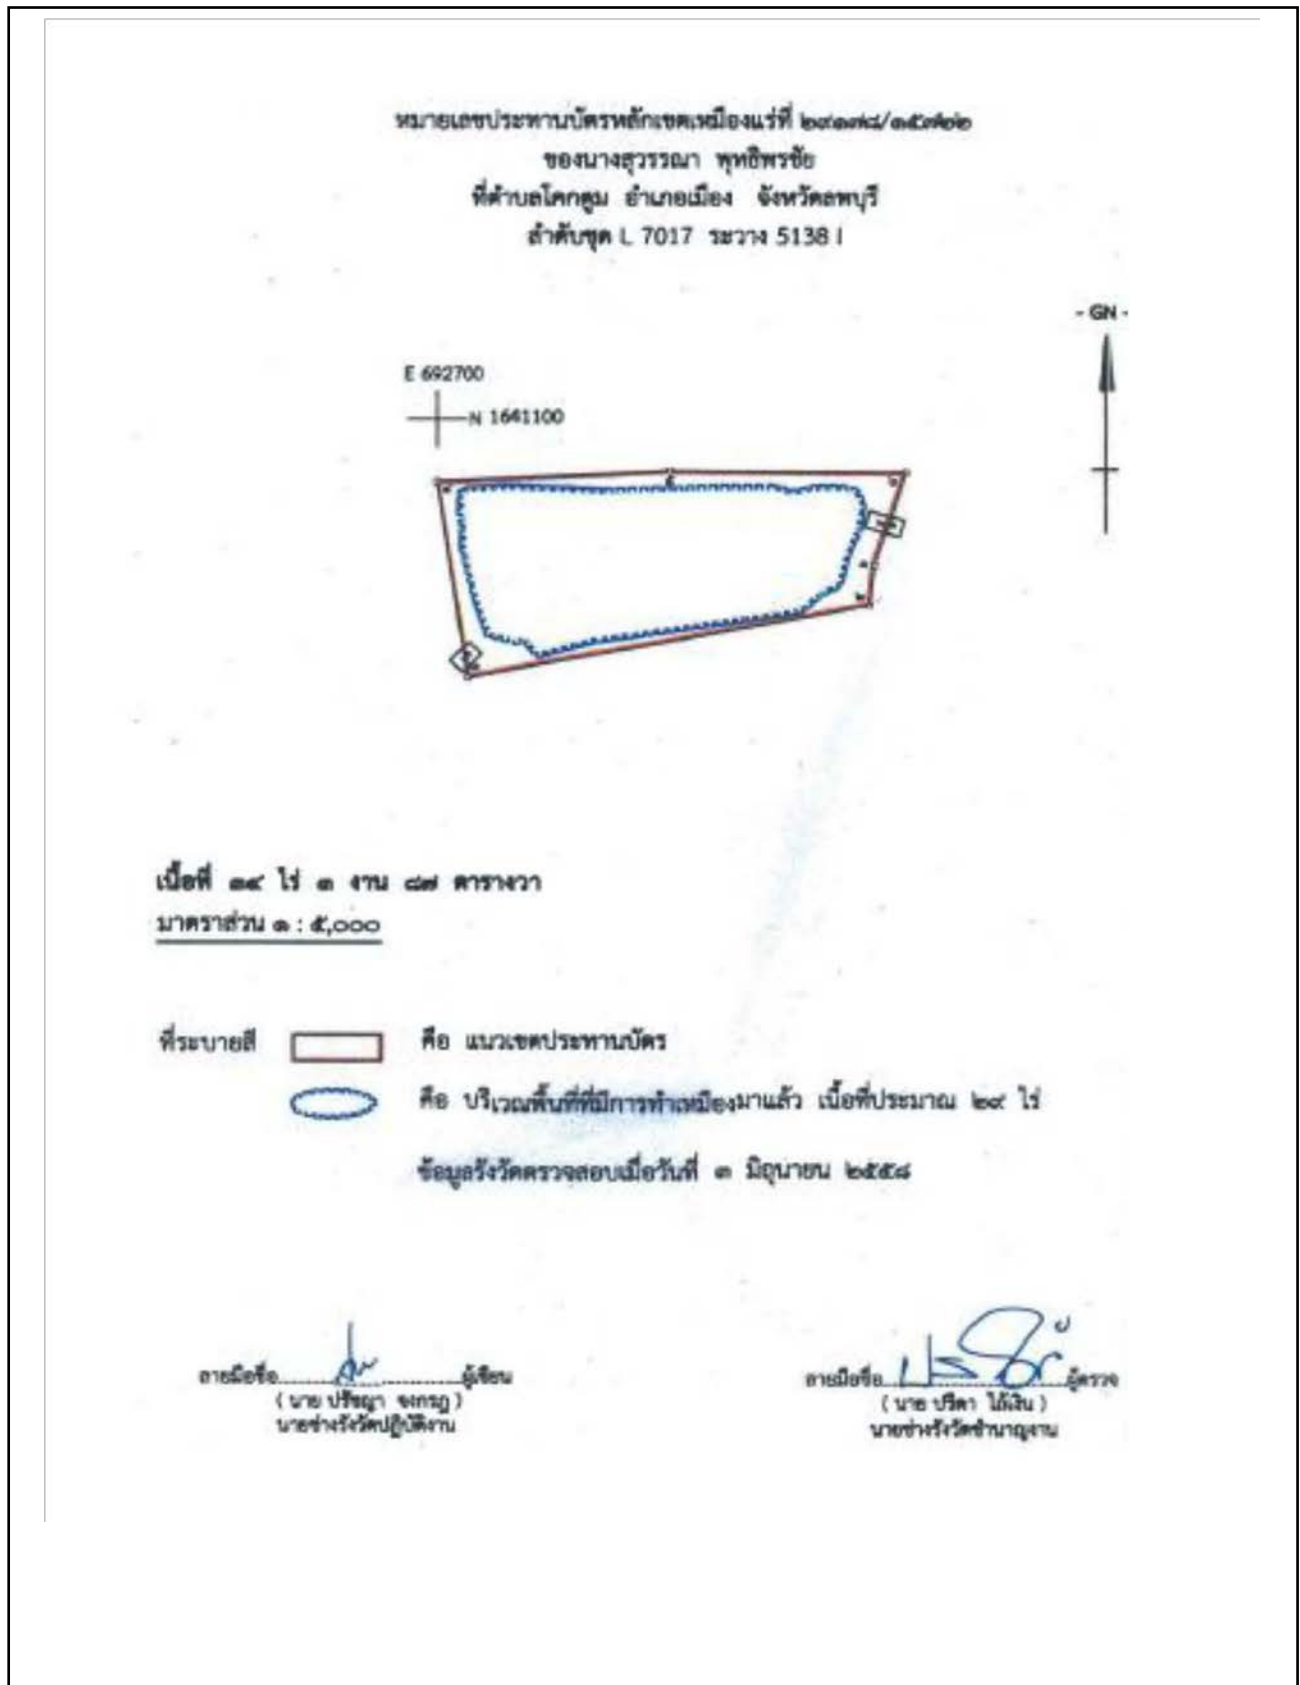 หมายเลขประทานบัตรหลักเขตเหมืองแร่ที่ ๒๙๑๗๘/๑๕๗๒๒
ของนางสุวรรณา พุทธิพรชัย
ที่ตำบลโคกตูม อำเภอเมือง จังหวัดลพบุรี
ลำดับชุด L 7017 ระวาง 5138 I
- GN -
E 692700
N 1641100
เนื้อที่ ๓๔ ไร่ ๓ งาน ๘๗ ตารางวา
มาตราส่วน ๑ : ๕,๐๐๐
ที่ระบายสี คือ แนวเขตประทานบัตร
คือ บริเวณพื้นที่ที่มีการทำเหมืองมาแล้ว เนื้อที่ประมาณ ๒๙ ไร่
ข้อมูลรังวัดตรวจสอบเมื่อวันที่ ๓ มิถุนายน ๒๕๕๘
ลายมือชื่อ....................ผู้เขียน
( นาย ปรัชญา จงกรฎ )
นายช่างรังวัดปฏิบัติงาน
ลายมือชื่อ....................ผู้ตรวจ
( นาย ปรีดา ไอ้เงิน )
นายช่างรังวัดชำนาญงาน